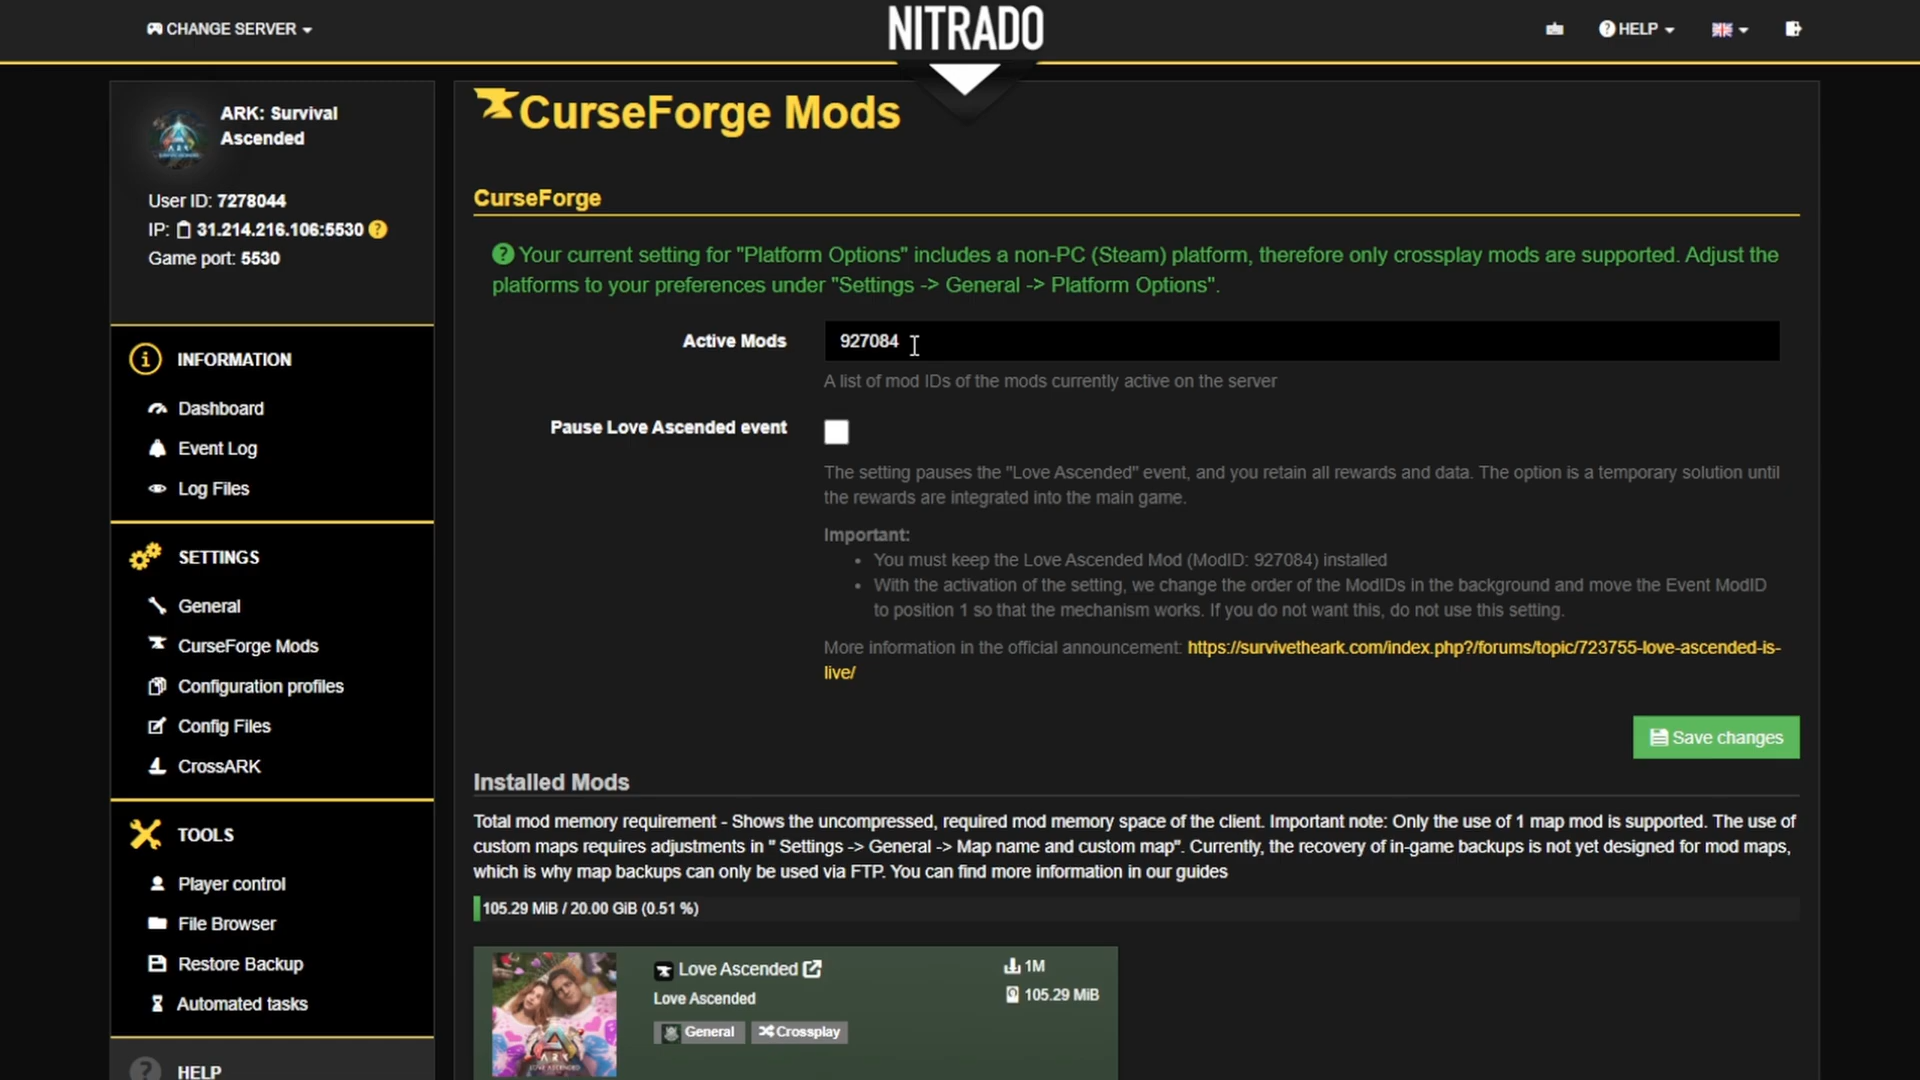 CHANGE SERVER
NITRADO
HELP
ARK: Survival
Ascended
User ID: 7278044
IP: 31.214.216.106:5530 ?
Game port: 5530
INFORMATION
Dashboard
Event Log
Log Files
SETTINGS
General
CurseForge Mods
Configuration profiles
Config Files
CrossARK
TOOLS
Player control
File Browser
Restore Backup
Automated tasks
HELP
CurseForge Mods
CurseForge
Your current setting for "Platform Options" includes a non-PC (Steam) platform, therefore only crossplay mods are supported. Adjust the
platforms to your preferences under "Settings -> General -> Platform Options".
Active Mods
927084
A list of mod IDs of the mods currently active on the server
Pause Love Ascended event
The setting pauses the "Love Ascended" event, and you retain all rewards and data. The option is a temporary solution until
the rewards are integrated into the main game.
Important:
• You must keep the Love Ascended Mod (ModID: 927084) installed
• With the activation of the setting, we change the order of the ModIDs in the background and move the Event ModID
to position 1 so that the mechanism works. If you do not want this, do not use this setting.
More information in the official announcement: https://survivetheark.com/index.php?/forums/topic/723755-love-ascended-is-
live/
Save changes
Installed Mods
Total mod memory requirement - Shows the uncompressed, required mod memory space of the client. Important note: Only the use of 1 map mod is supported. The use of
custom maps requires adjustments in " Settings -> General -> Map name and custom map". Currently, the recovery of in-game backups is not yet designed for mod maps,
which is why map backups can only be used via FTP. You can find more information in our guides
105.29 MiB / 20.00 GiB (0.51 %)
Love Ascended
1M
Love Ascended
105.29 MiB
General
Crossplay
ARK
LOVE ASCENDED